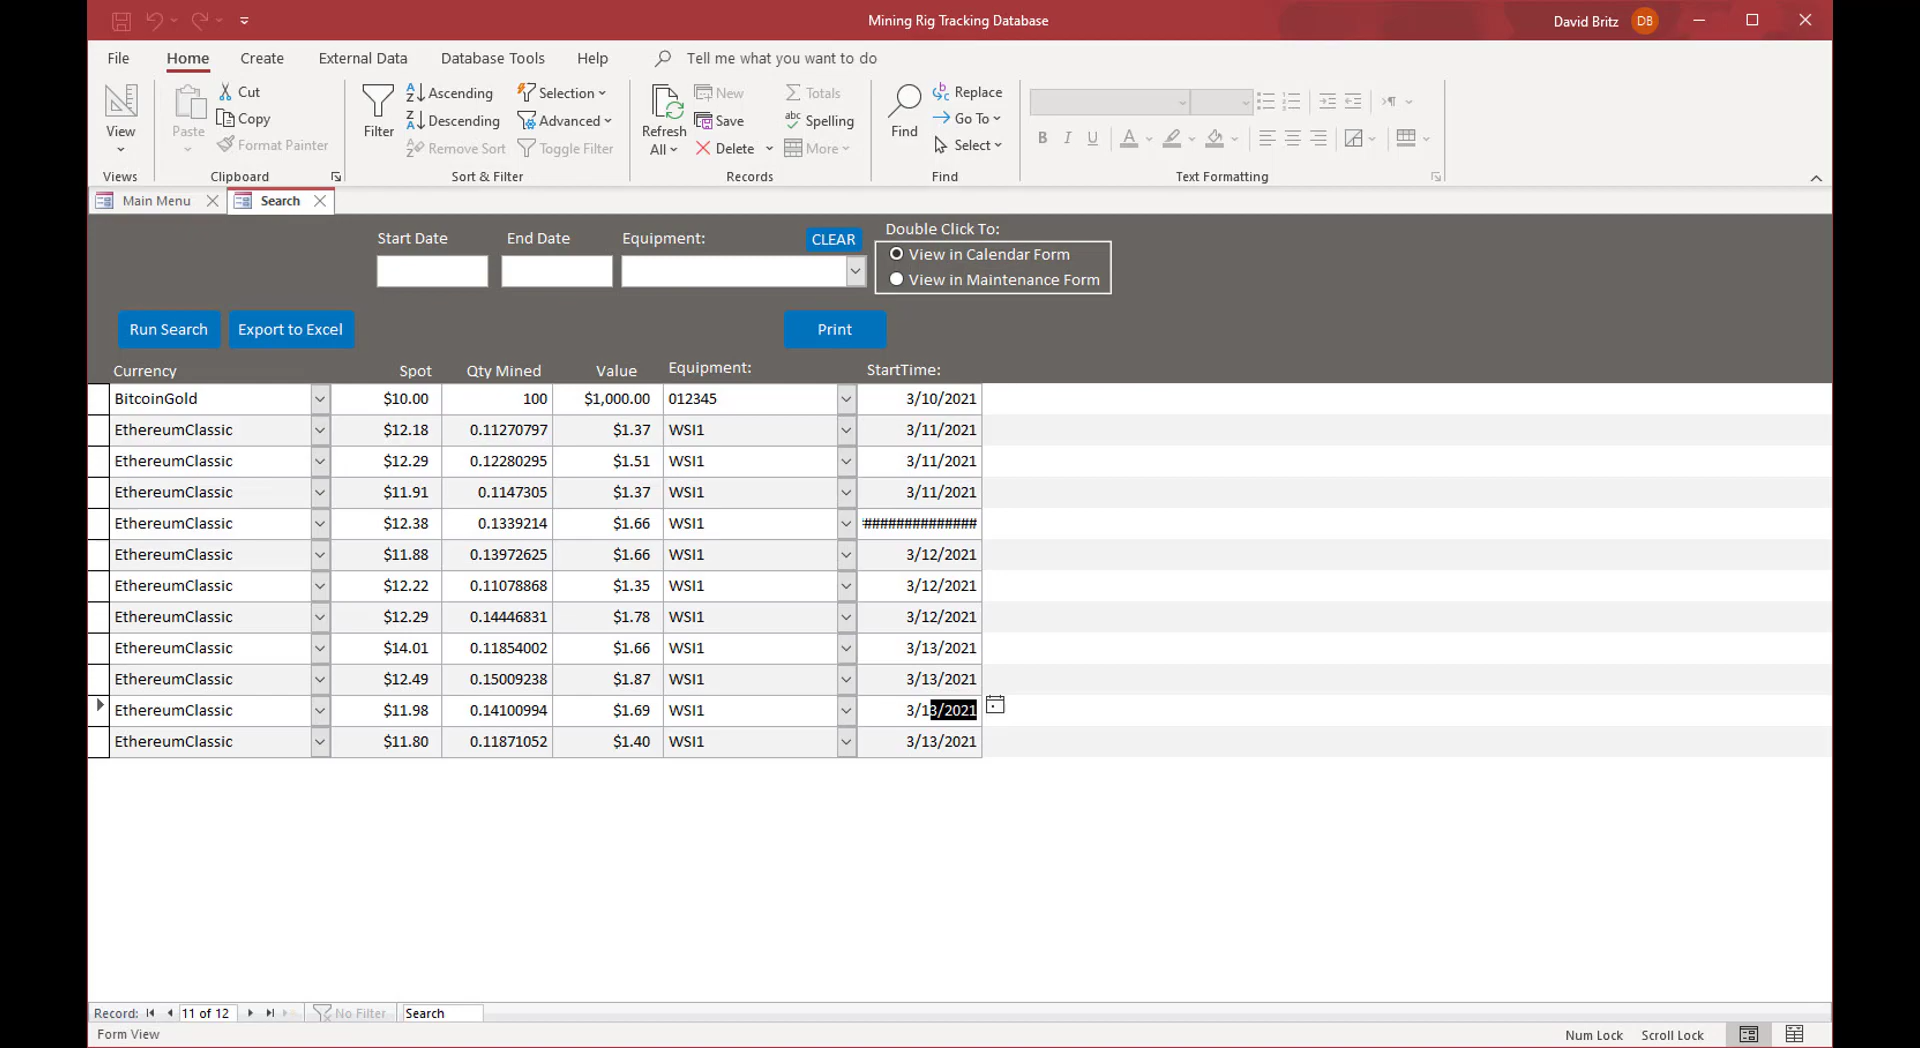 Mining Rig Tracking Database
David Britz DB
File Home Create External Data Database Tools Help Tell me what you want to do
View
Views
Paste
Cut
Copy
Format Painter
Clipboard
Filter
Ascending
Descending
Remove Sort
Selection
Advanced
Toggle Filter
Sort & Filter
Refresh
All
New
Save
Delete
Totals
Spelling
More
Records
Find
Replace
Go To
Select
Find
B I U
Text Formatting
Main Menu Search
Start Date End Date Equipment: CLEAR
Double Click To:
View in Calendar Form
View in Maintenance Form
Run Search Export to Excel Print
Currency Spot Qty Mined Value Equipment: StartTime:
BitcoinGold $10.00 100 $1,000.00 012345 3/10/2021
EthereumClassic $12.18 0.11270797 $1.37 WSI1 3/11/2021
EthereumClassic $12.29 0.12280295 $1.51 WSI1 3/11/2021
EthereumClassic $11.91 0.1147305 $1.37 WSI1 3/11/2021
EthereumClassic $12.38 0.1339214 $1.66 WSI1 ##############
EthereumClassic $11.88 0.13972625 $1.66 WSI1 3/12/2021
EthereumClassic $12.22 0.11078868 $1.35 WSI1 3/12/2021
EthereumClassic $12.29 0.14446831 $1.78 WSI1 3/12/2021
EthereumClassic $14.01 0.11854002 $1.66 WSI1 3/13/2021
EthereumClassic $12.49 0.15009238 $1.87 WSI1 3/13/2021
EthereumClassic $11.98 0.14100994 $1.69 WSI1 3/13/2021
EthereumClassic $11.80 0.11871052 $1.40 WSI1 3/13/2021
Record: 11 of 12 No Filter Search
Form View Num Lock Scroll Lock